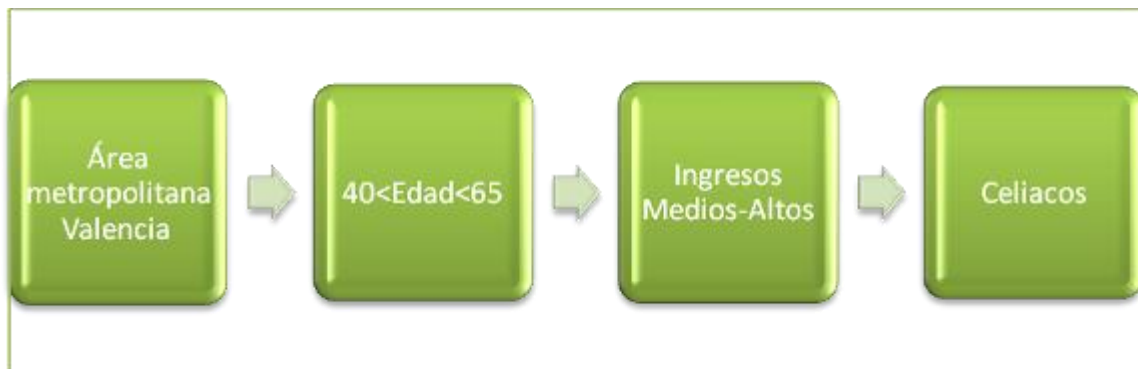 Área
metropolitana
Valencia
40<Edad<65
Ingresos
Medios-Altos
Celiacos